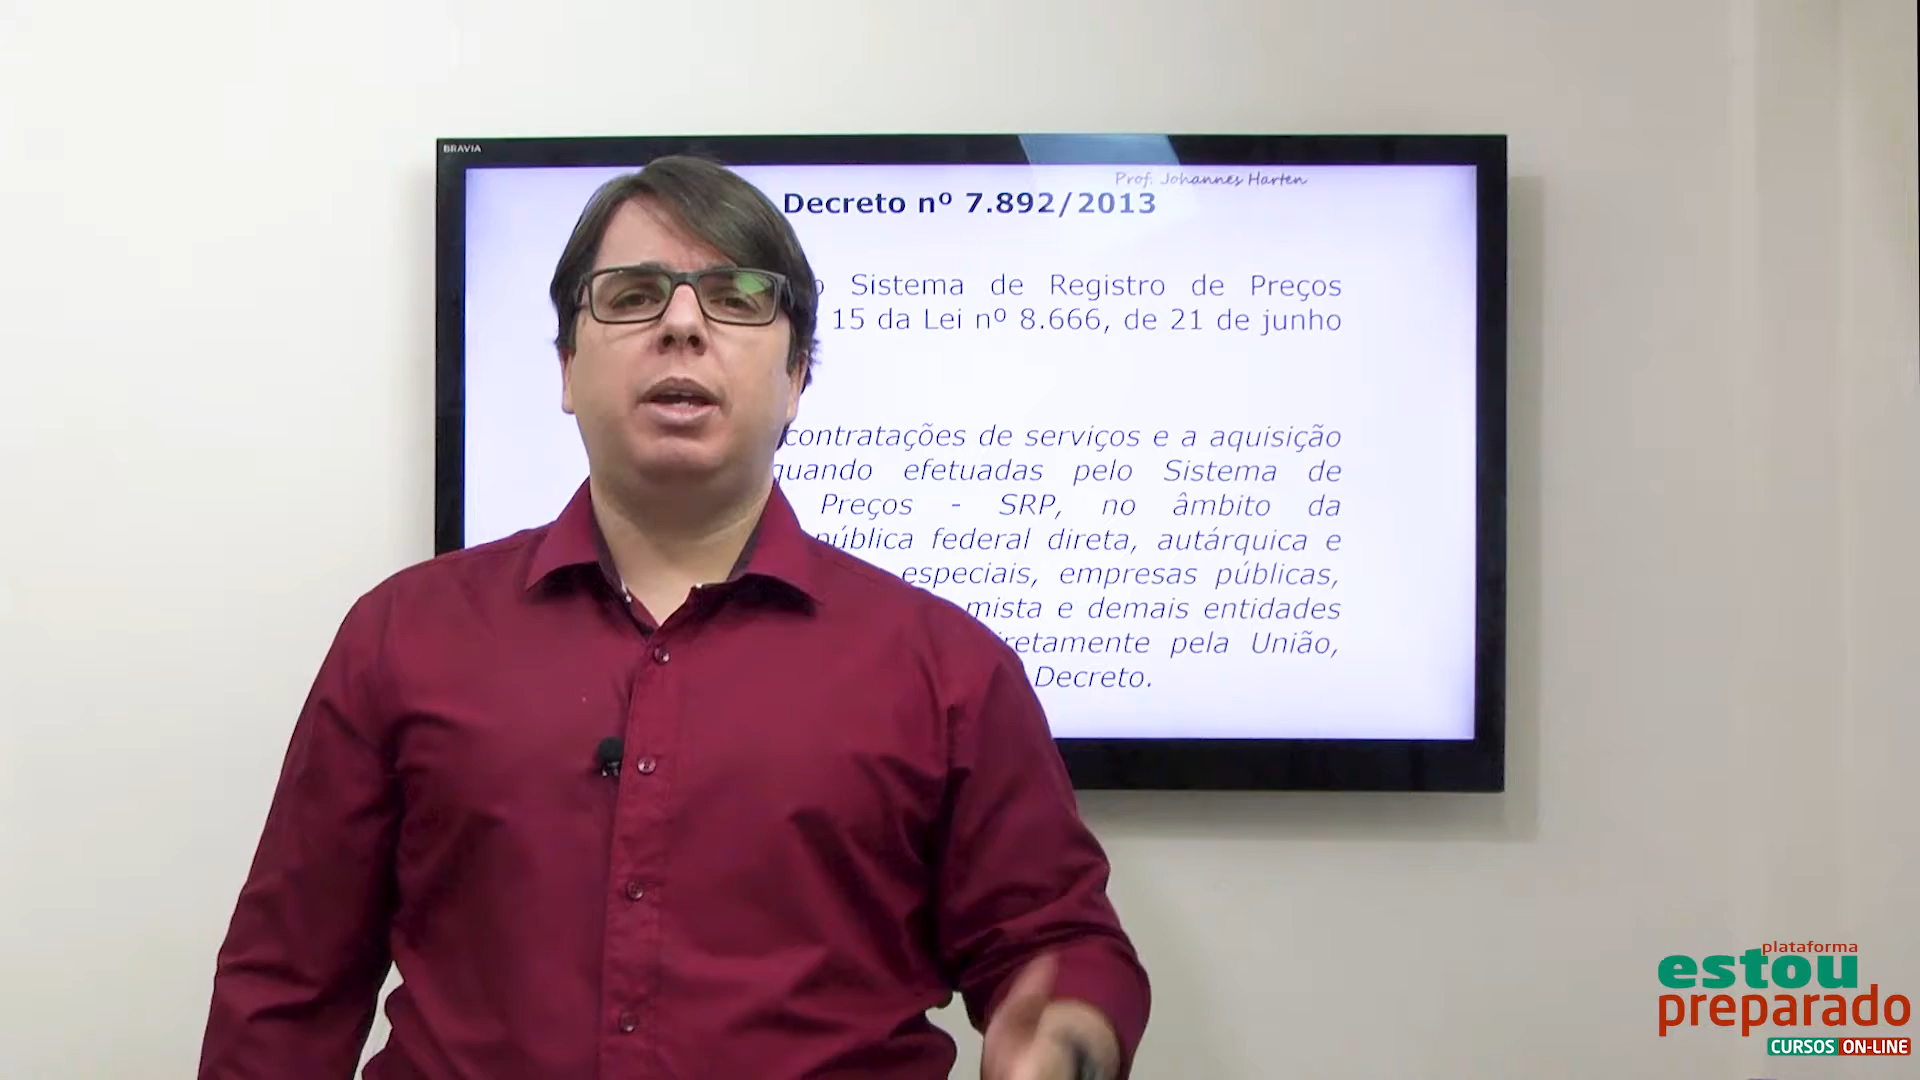 BRAVIA
Prof. Johannes Harten
Decreto nº 7.892/2013
Sistema de Registro de Preços
15 da Lei nº 8.666, de 21 de junho
contratações de serviços e a aquisição
quando efetuadas pelo Sistema de
Preços - SRP, no âmbito da
pública federal direta, autárquica e
especiais, empresas públicas,
mista e demais entidades
retamente pela União,
Decreto.
plataforma
estou
preparado
CURSOS ON-LINE